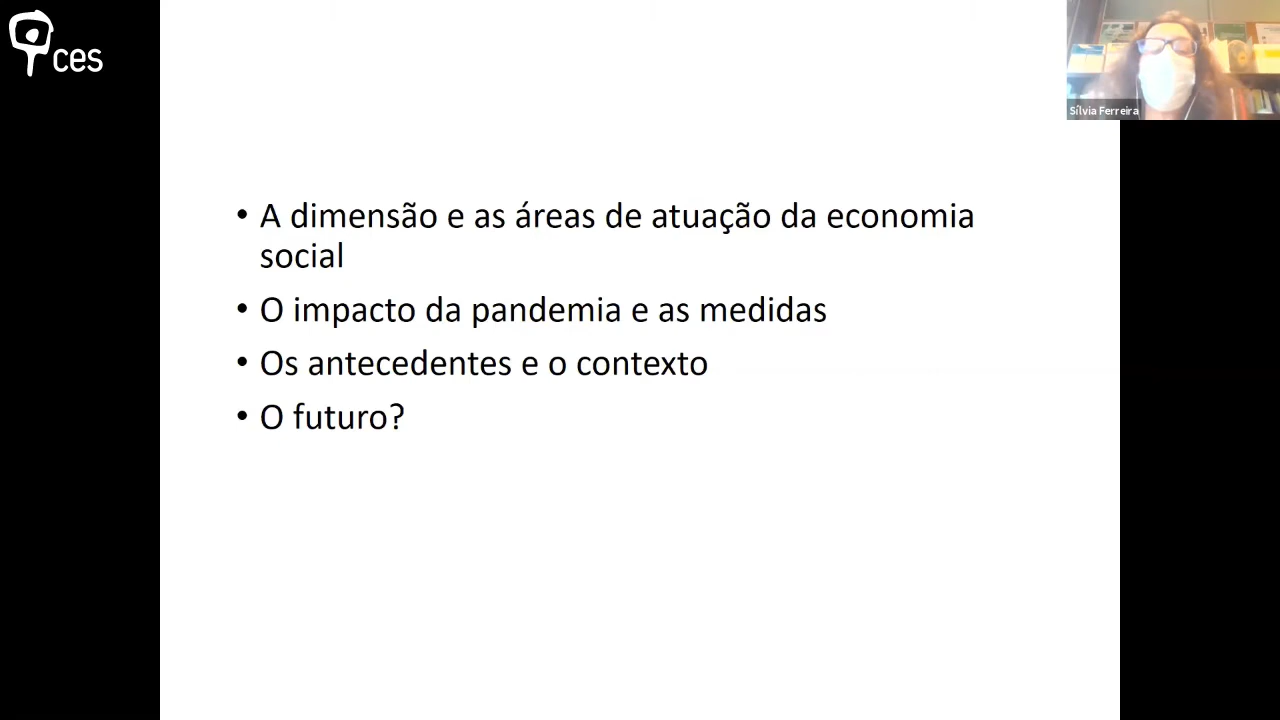 ces
Sílvia Ferreira
• A dimensão e as áreas de atuação da economia
social
• O impacto da pandemia e as medidas
• Os antecedentes e o contexto
• O futuro?